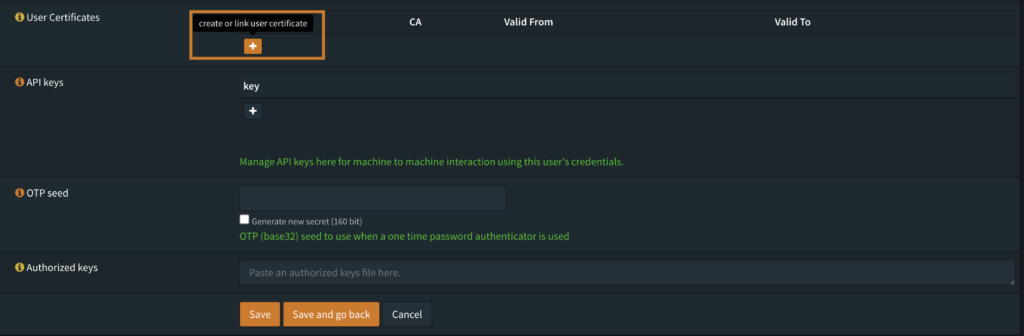 User Certificates
create or link user certificate
CA Valid From Valid To
+
API keys
key
+
Manage API keys here for machine to machine interaction using this user's credentials.
OTP seed
Generate new secret (160 bit)
OTP (base32) seed to use when a one time password authenticator is used
Authorized keys
Paste an authorized keys file here.
Save Save and go back Cancel